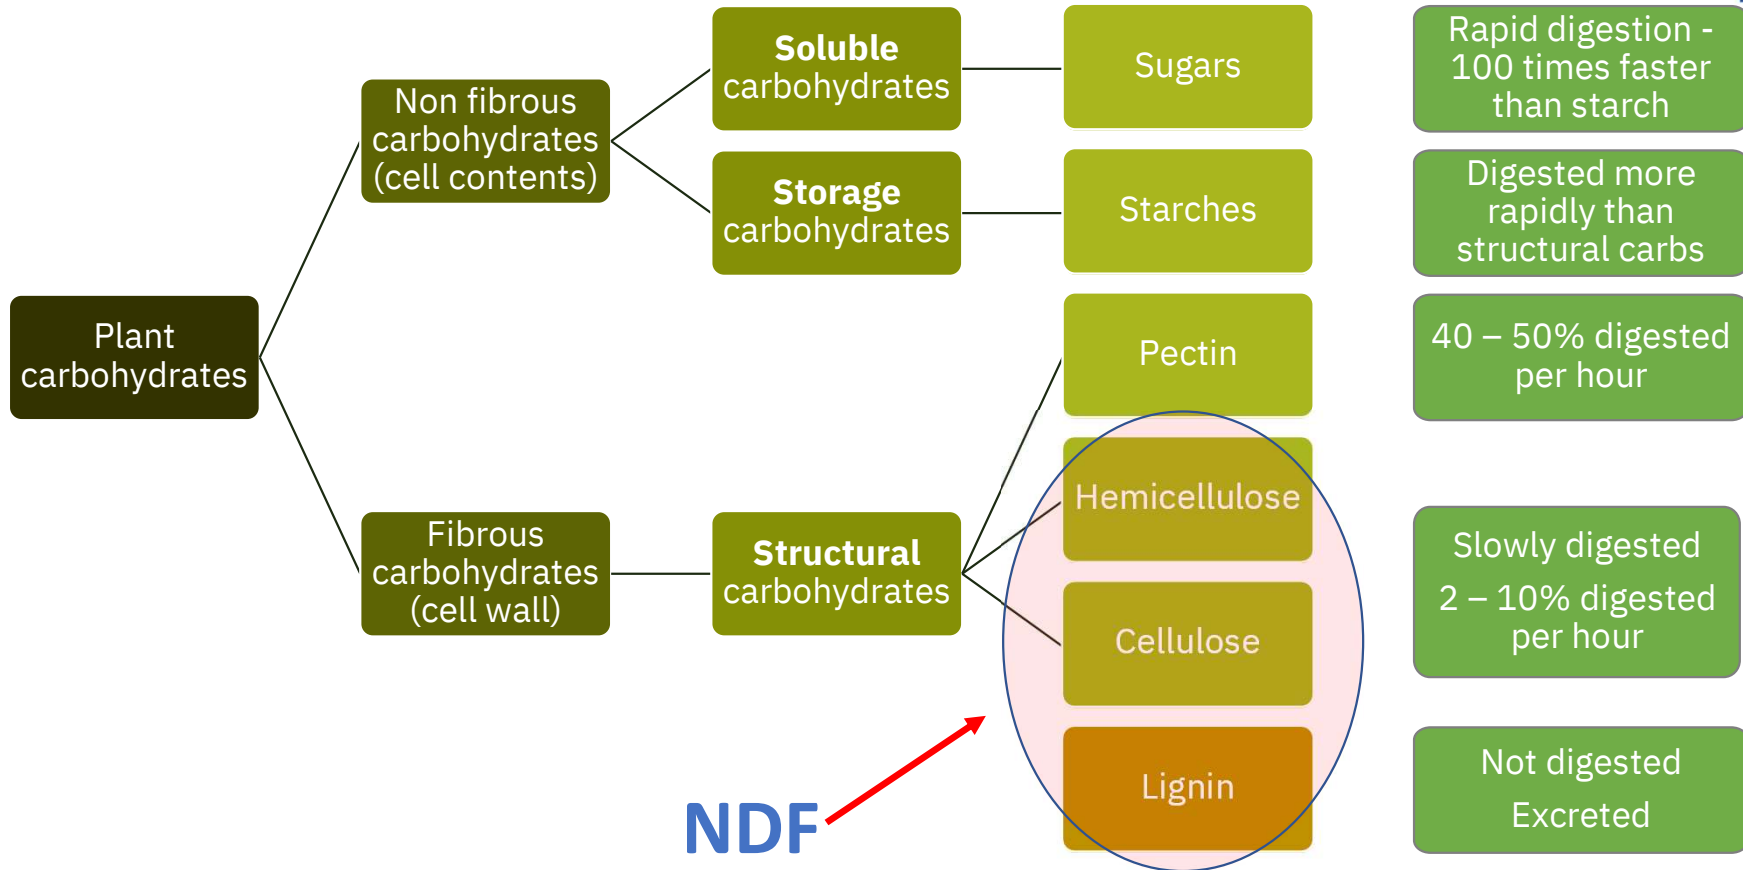 Plant
carbohydrates
Non fibrous
carbohydrates
(cell contents)
Fibrous
carbohydrates
(cell wall)
Soluble
carbohydrates
Storage
carbohydrates
Structural
carbohydrates
Sugars
Starches
Pectin
Hemicellulose
Cellulose
Lignin
Rapid digestion -
100 times faster
than starch
Digested more
rapidly than
structural carbs
40 – 50% digested
per hour
Slowly digested
2 – 10% digested
per hour
Not digested
Excreted
NDF